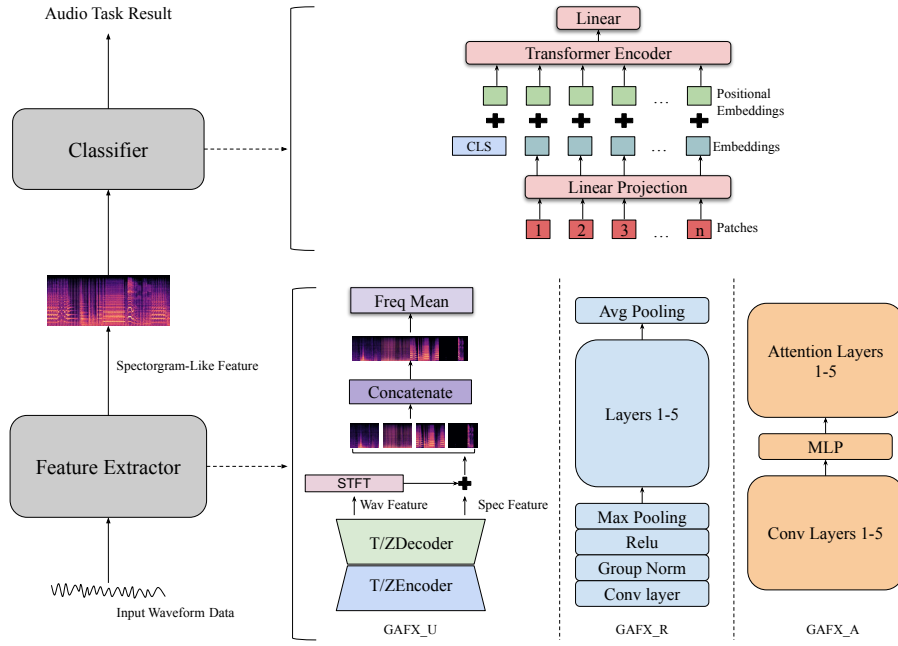 Audio Task Result
Classifier
Spectorgram-Like Feature
Feature Extractor
Input Waveform Data
Linear
Transformer Encoder
Positional
Embeddings
...
CLS
...
Embeddings
Linear Projection
1 2 3 ... n
Patches
Freq Mean
Concatenate
STFT
Wav Feature
Spec Feature
T/ZDecoder
T/ZEncoder
GAFX_U
Avg Pooling
Layers 1-5
Max Pooling
Relu
Group Norm
Conv layer
GAFX_R
Attention Layers
1-5
MLP
Conv Layers 1-5
GAFX_A